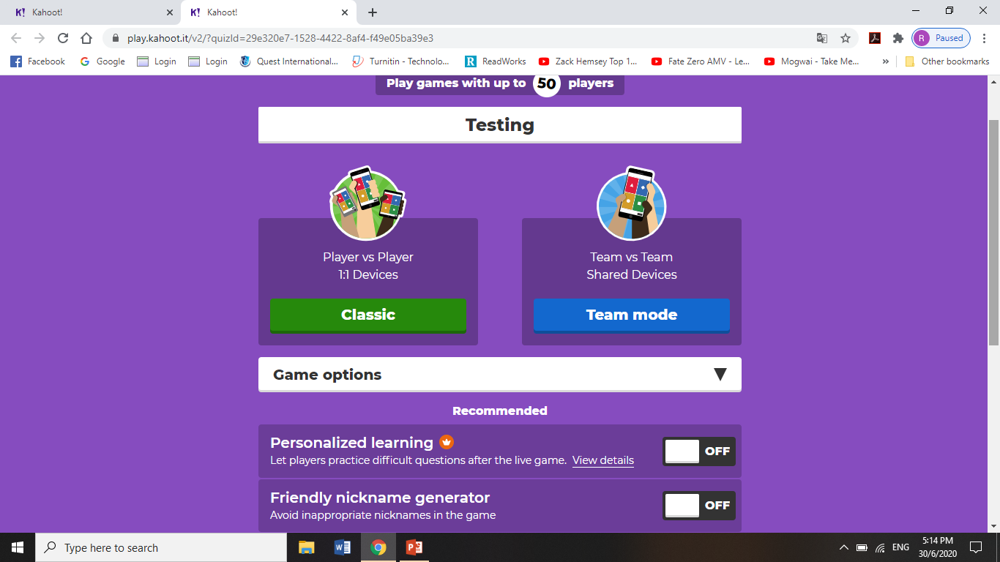 K! Kahoot!
K! Kahoot!
play.kahoot.it/v2/?quizId=29e320e7-1528-4422-8af4-f49e05ba39e3
R Paused
Facebook
Google
Login
Login
Quest International...
Turnitin - Technolo...
ReadWorks
Zack Hemsey Top 1...
Fate Zero AMV - Le...
Mogwai - Take Me...
»
Other bookmarks
Play games with up to 50 players
Testing
Player vs Player
1:1 Devices
Classic
Team vs Team
Shared Devices
Team mode
Game options
Recommended
Personalized learning
Let players practice difficult questions after the live game. View details
OFF
Friendly nickname generator
Avoid inappropriate nicknames in the game
OFF
Type here to search
ENG
5:14 PM
30/6/2020